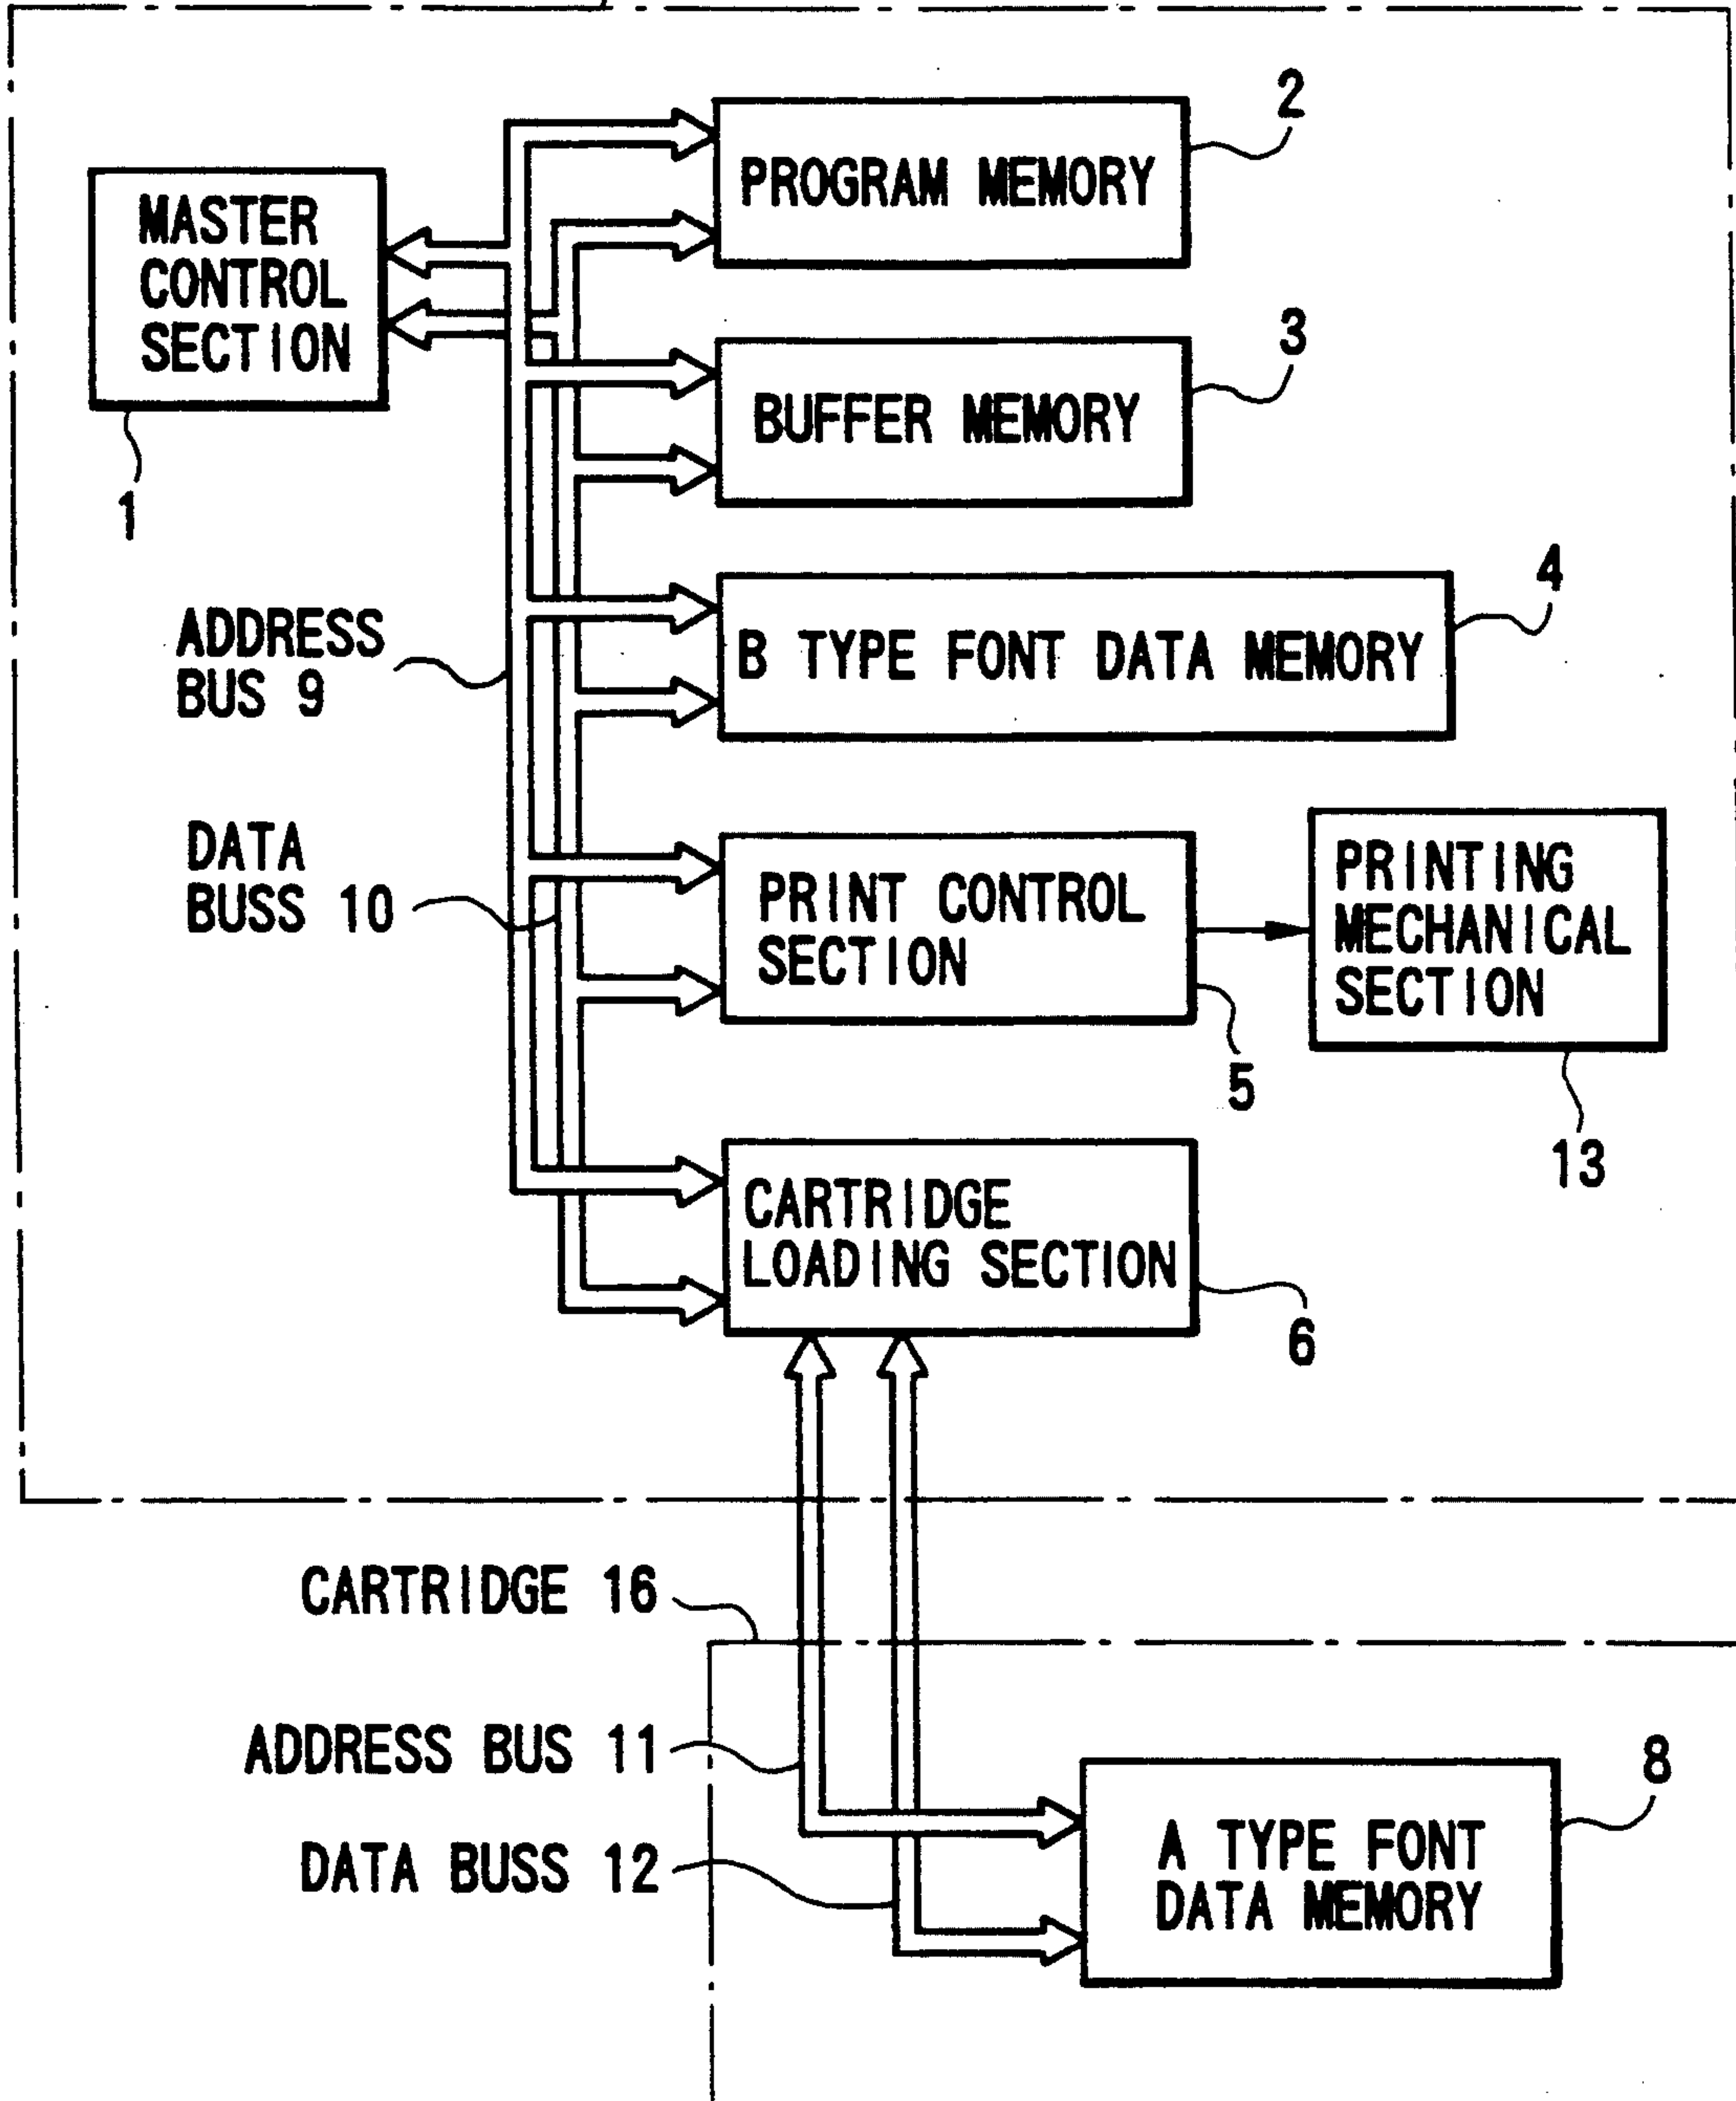 2
PROGRAM MEMORY
MASTER
CONTROL
SECTION
1
3
BUFFER MEMORY
4
B TYPE FONT DATA MEMORY
ADDRESS
BUS 9
DATA
BUSS 10
PRINT CONTROL
SECTION
5
PRINTING
MECHANICAL
SECTION
13
CARTRIDGE
LOADING SECTION
6
CARTRIDGE 16
ADDRESS BUS 11
DATA BUSS 12
8
A TYPE FONT
DATA MEMORY